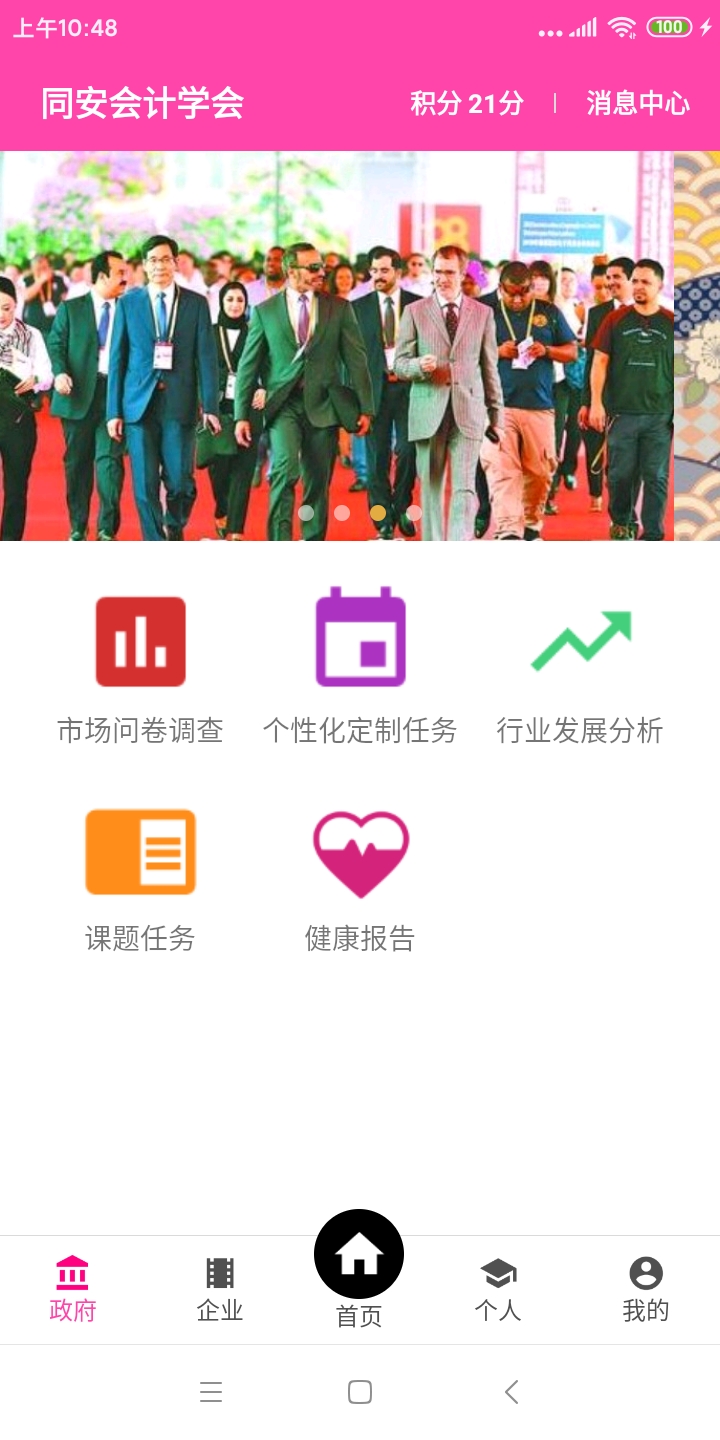 上午10:48
100
同安会计学会
积分 21分
消息中心
市场问卷调查
个性化定制任务
行业发展分析
课题任务
健康报告
政府
企业
首页
个人
我的